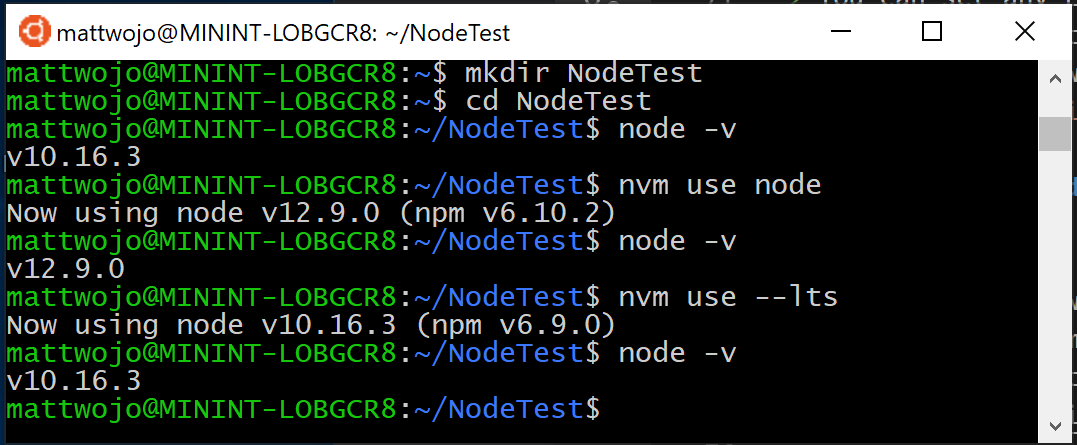 mattwojo@MININT-LOBGCR8: ~/NodeTest
mattwojo@MININT-LOBGCR8:~$ mkdir NodeTest
mattwojo@MININT-LOBGCR8:~$ cd NodeTest
mattwojo@MININT-LOBGCR8:~/NodeTest$ node -v
v10.16.3
mattwojo@MININT-LOBGCR8:~/NodeTest$ nvm use node
Now using node v12.9.0 (npm v6.10.2)
mattwojo@MININT-LOBGCR8:~/NodeTest$ node -v
v12.9.0
mattwojo@MININT-LOBGCR8:~/NodeTest$ nvm use --lts
Now using node v10.16.3 (npm v6.9.0)
mattwojo@MININT-LOBGCR8:~/NodeTest$ node -v
v10.16.3
mattwojo@MININT-LOBGCR8:~/NodeTest$